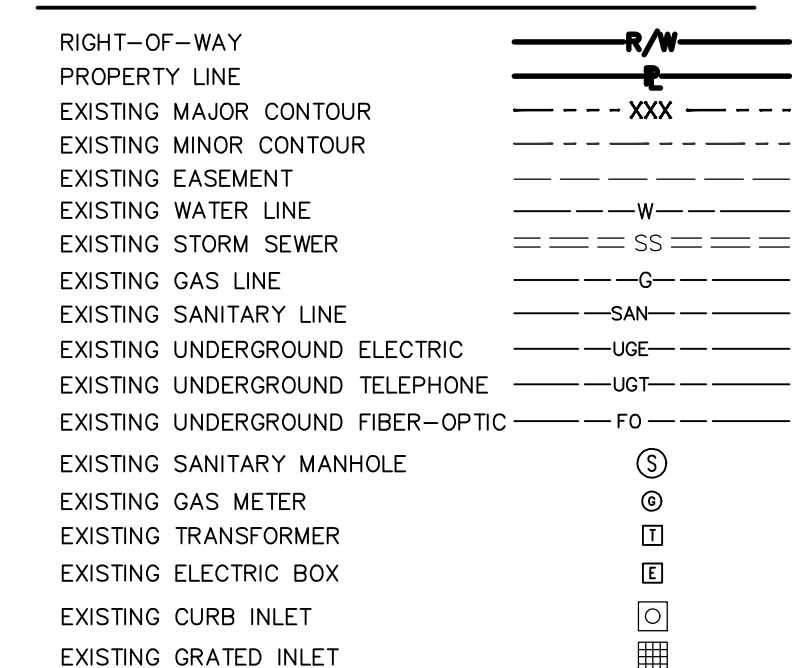 RIGHT-OF-WAY R/W
PROPERTY LINE PL
EXISTING MAJOR CONTOUR XXX
EXISTING MINOR CONTOUR
EXISTING EASEMENT
EXISTING WATER LINE W
EXISTING STORM SEWER SS
EXISTING GAS LINE G
EXISTING SANITARY LINE SAN
EXISTING UNDERGROUND ELECTRIC UGE
EXISTING UNDERGROUND TELEPHONE UGT
EXISTING UNDERGROUND FIBER-OPTIC FO
EXISTING SANITARY MANHOLE S
EXISTING GAS METER G
EXISTING TRANSFORMER T
EXISTING ELECTRIC BOX E
EXISTING CURB INLET
EXISTING GRATED INLET